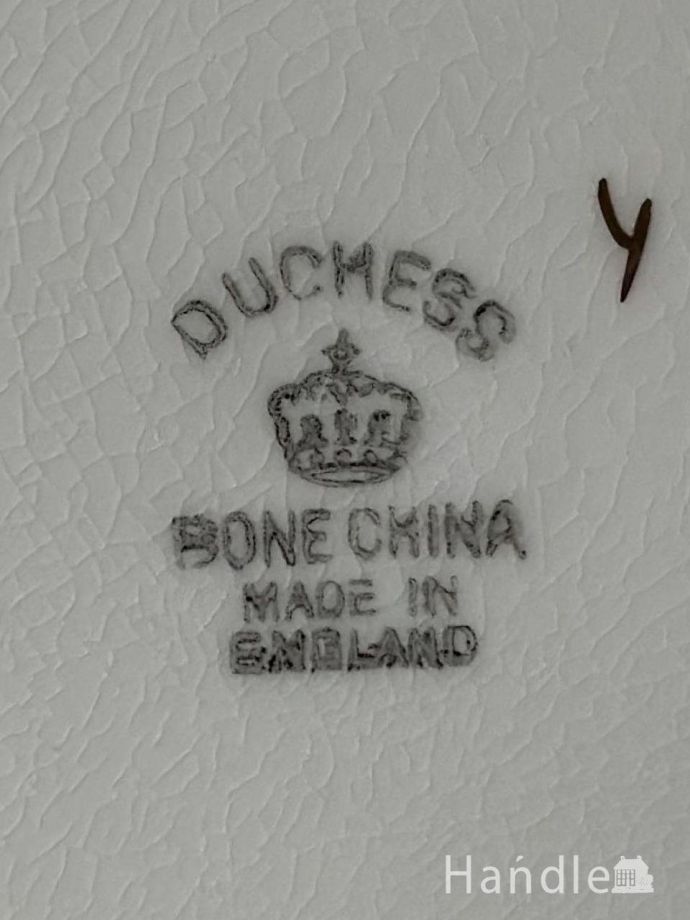 DUCHESS
y
BONE CHINA
MADE IN
ENGLAND
Handle